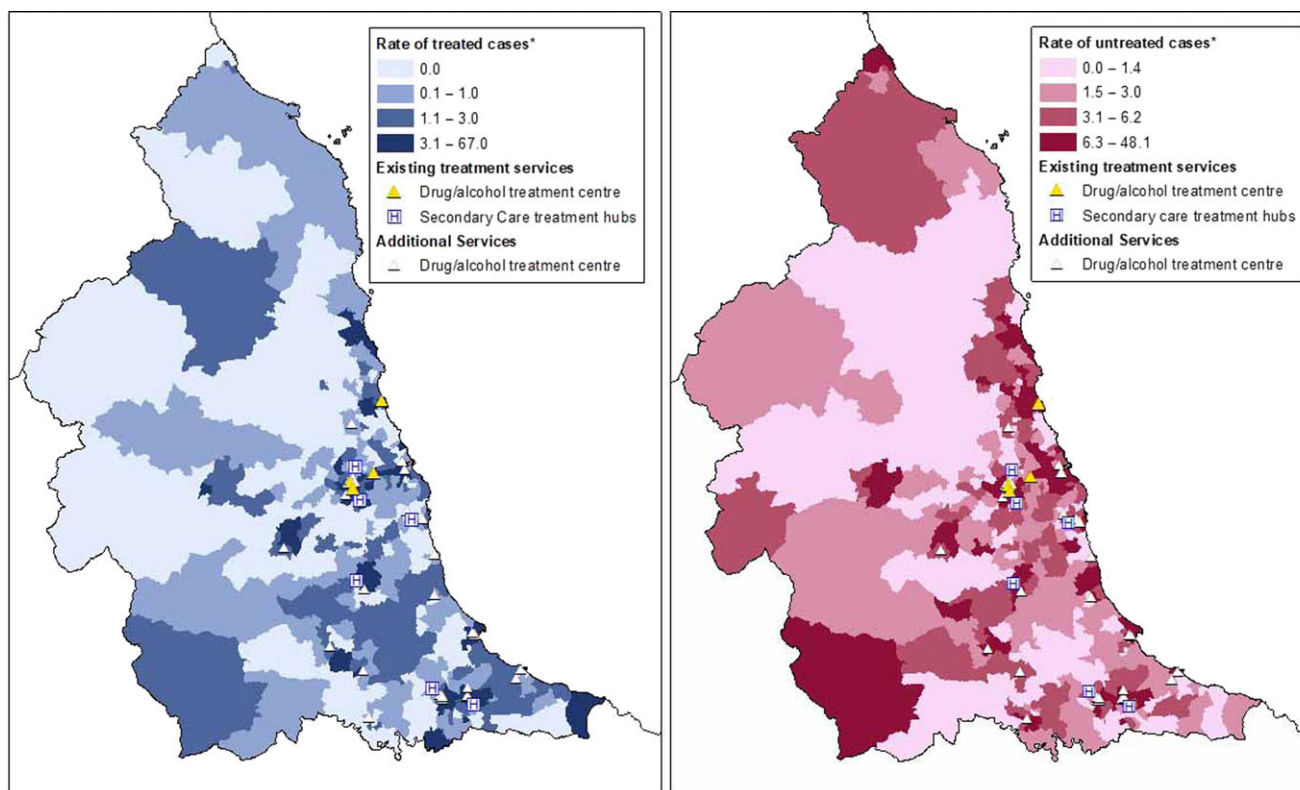 Rate of treated cases*
0.0
0.1 – 1.0
1.1 – 3.0
3.1 – 67.0
Existing treatment services
Drug/alcohol treatment centre
H Secondary Care treatment hubs
Additional Services
Drug/alcohol treatment centre
H
H
H
H
H
H
Rate of untreated cases*
0.0 – 1.4
1.5 – 3.0
3.1 – 6.2
6.3 – 48.1
Existing treatment services
Drug/alcohol treatment centre
H Secondary care treatment hubs
Additional Services
Drug/alcohol treatment centre
H
H
H
H
H
H